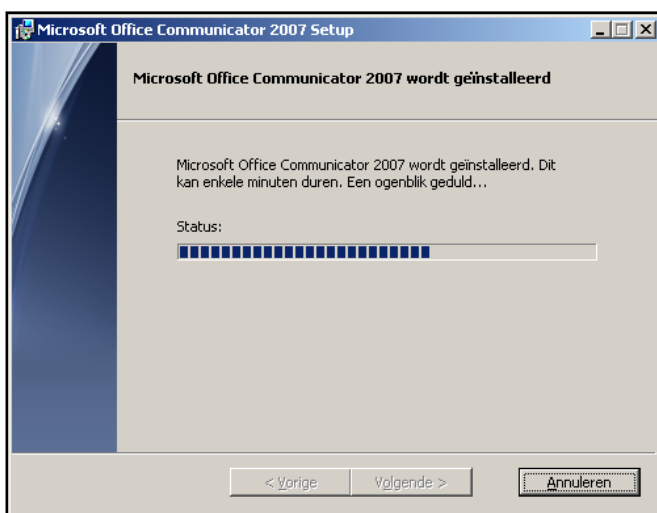 Microsoft Office Communicator 2007 Setup
Microsoft Office Communicator 2007 wordt geïnstalleerd
Microsoft Office Communicator 2007 wordt geïnstalleerd. Dit
kan enkele minuten duren. Een ogenblik geduld...
Status:
< Vorige
Volgende >
Annuleren